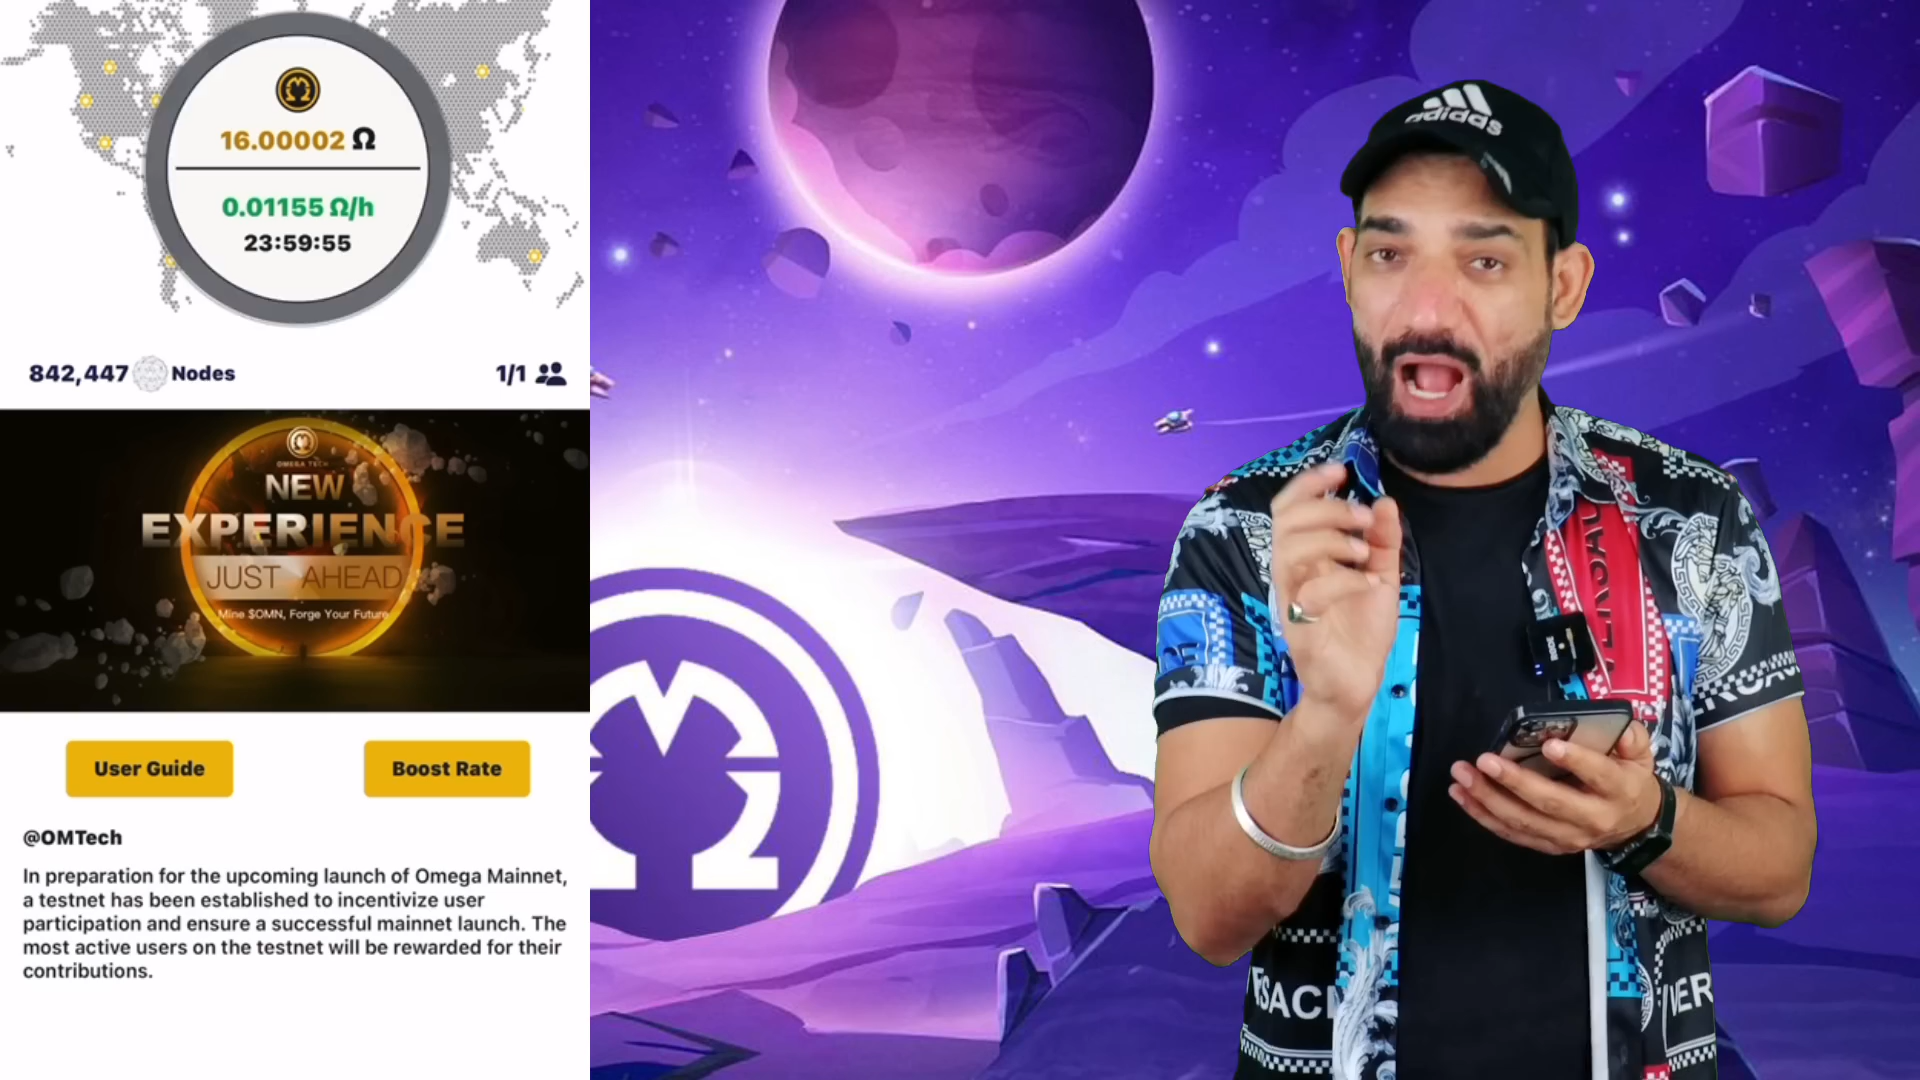 16.00002 Ω
0.01155 Ω/h
23:59:55
842,447 Nodes
1/1
OMEGA TECH
NEW
EXPERIENCE
JUST AHEAD
Mine $OMN, Forge Your Future
User Guide
Boost Rate
@OMTech
In preparation for the upcoming launch of Omega Mainnet,
a testnet has been established to incentivize user
participation and ensure a successful mainnet launch. The
most active users on the testnet will be rewarded for their
contributions.
adidas
RODE